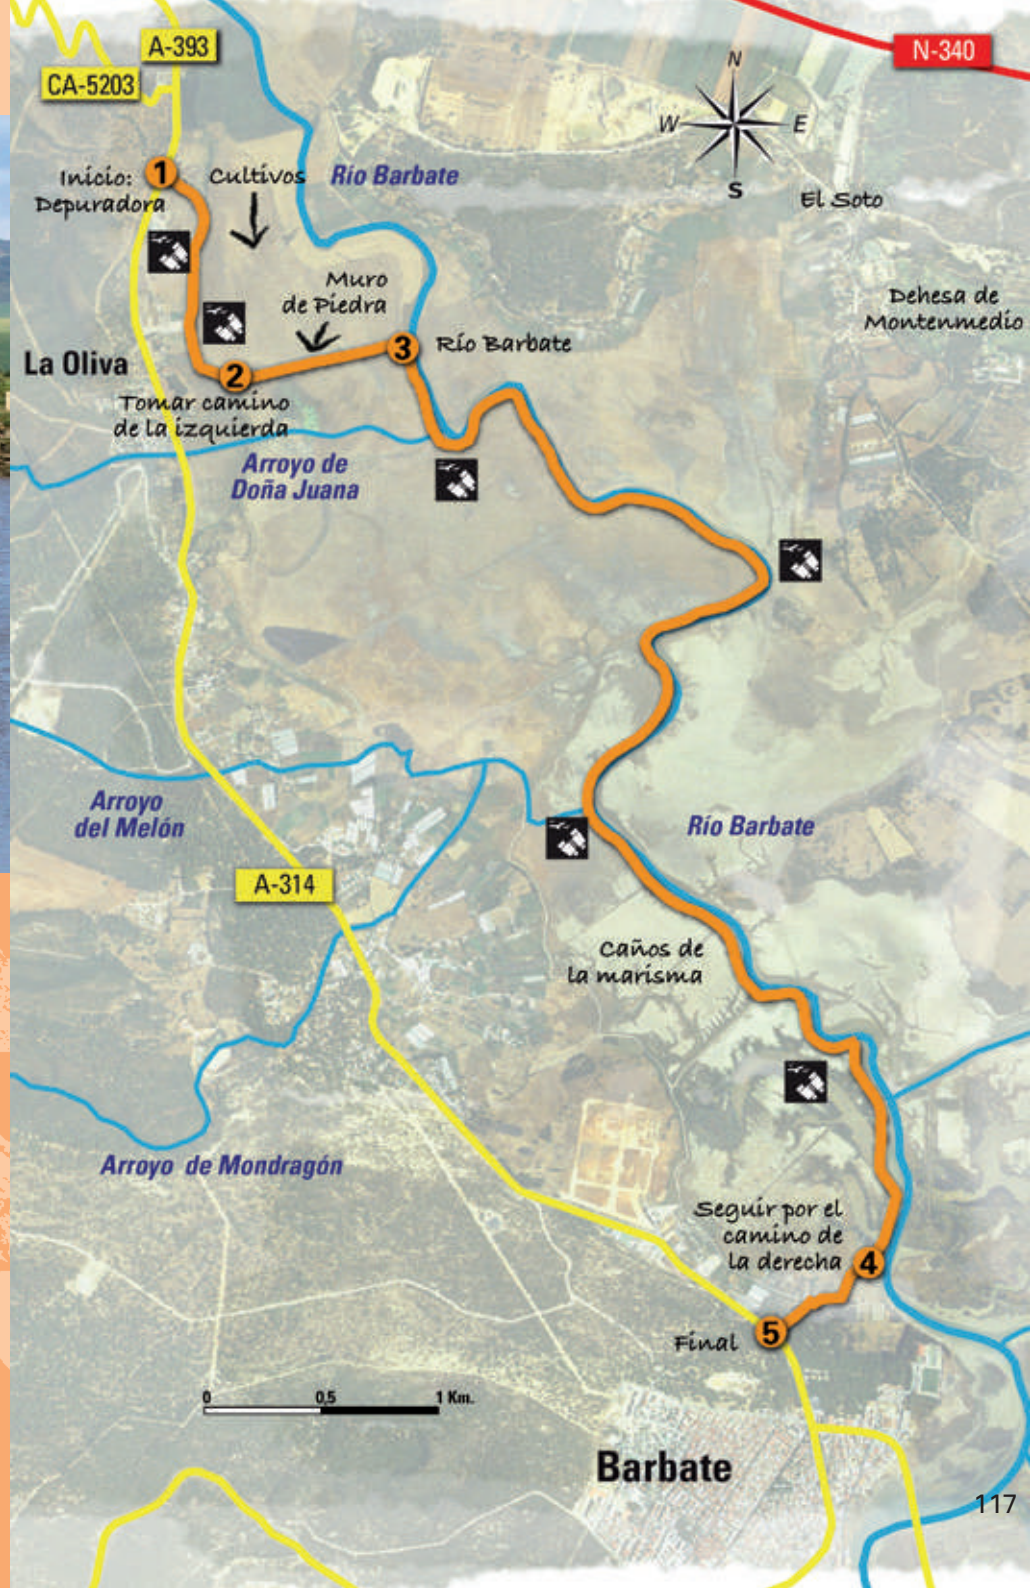 A-393
N-340
CA-5203
N
W
E
S
Inicio:
Depuradora
1
Cultivos
Río Barbate
El Soto
Muro
de Piedra
Dehesa de
Montenmedio
3
Río Barbate
La Oliva
2
Tomar camino
de la izquierda
Arroyo de
Doña Juana
Arroyo
del Melón
Río Barbate
A-314
Caños de
la marisma
Arroyo de Mondragón
Seguir por el
camino de
la derecha
4
Final
5
0
0,5
1 Km.
Barbate
117